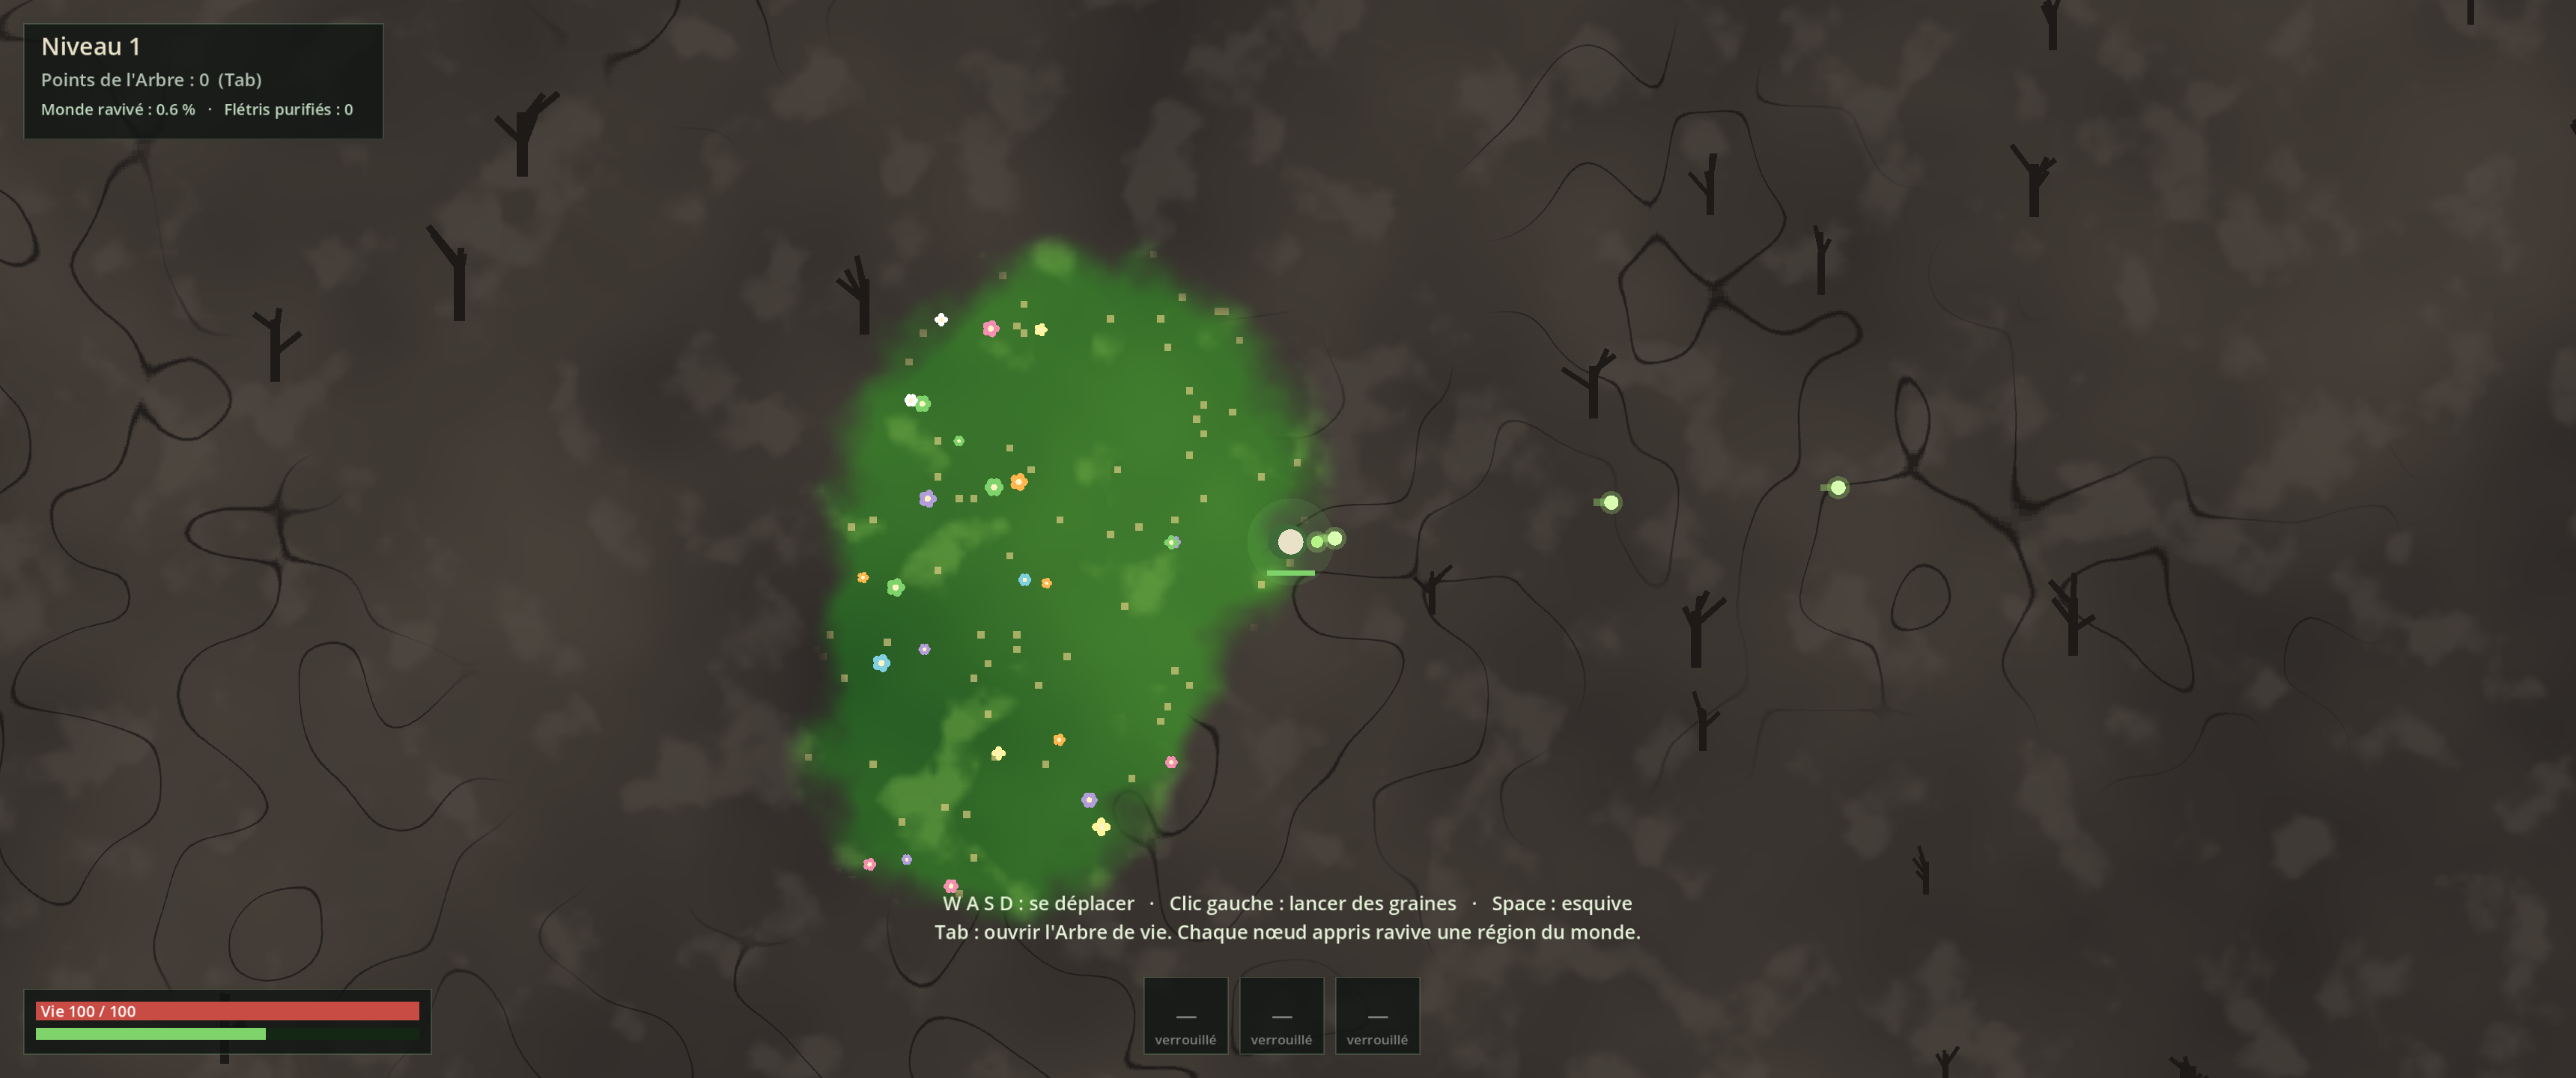 Niveau 1
Points de l'Arbre : 0 (Tab)
Monde ravivé : 0.6 % · Flétris purifiés : 0
W A S D : se déplacer · Clic gauche : lancer des graines · Space : esquive
Tab : ouvrir l'Arbre de vie. Chaque nœud appris ravive une région du monde.
— — —
verrouillé verrouillé verrouillé
Vie 100 / 100